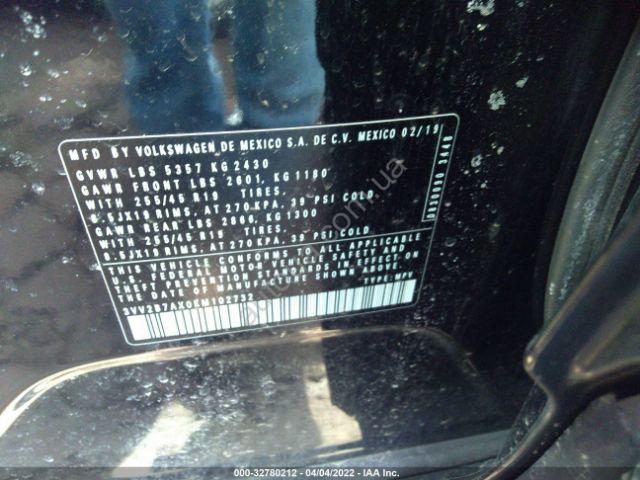 MFD BY VOLKSWAGEN DE MEXICO S.A. DE C.V. MEXICO 02/19
GVWR LBS 5357 KG 2430
GAWR FRONT LBS 2601, KG 1180
WITH 255/45 R19 TIRES,
8.5JX19 RIMS, AT 270 KPA, 39 PSI COLD
GAWR REAR LBS 2866, KG 1300
WITH 255/45 R19 TIRES,
8.5JX19 RIMS, AT 270 KPA, 39 PSI COLD
THIS VEHICLE CONFORMS TO ALL APPLICABLE
U.S. FEDERAL MOTOR VEHICLE SAFETY AND
THEFT PREVENTION STANDARDS IN EFFECT ON
THE DATE OF MANUFACTURE SHOWN ABOVE.
3VV2B7AX0KM102732
TYPE: MPV
000-32780212 - 04/04/2022 - IAA Inc.